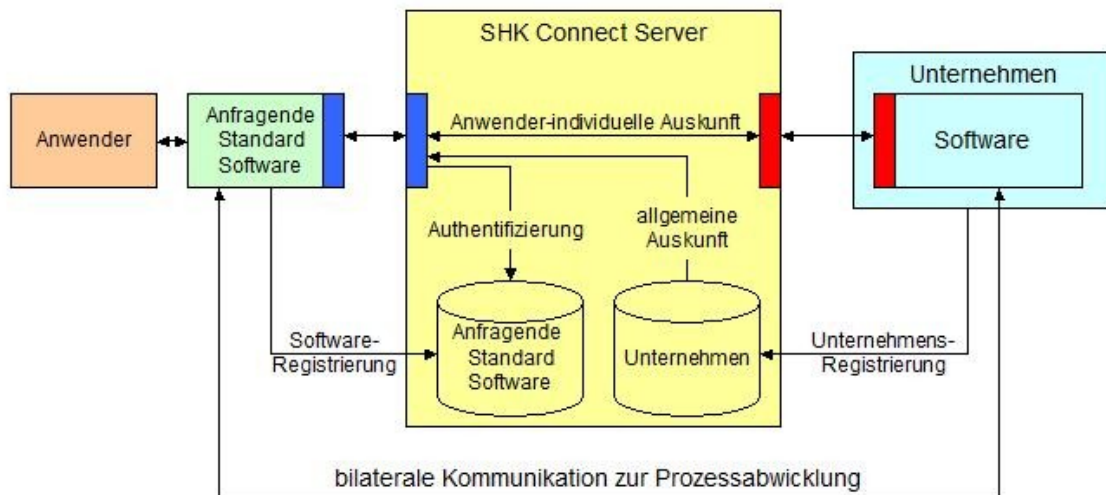 SHK Connect Server
Unternehmen
Anwender
Anfragende
Standard
Software
Anwender-individuelle Auskunft
Software
Authentifizierung
allgemeine
Auskunft
Software-
Registrierung
Anfragende
Standard
Software
Unternehmen
Unternehmens-
Registrierung
bilaterale Kommunikation zur Prozessabwicklung